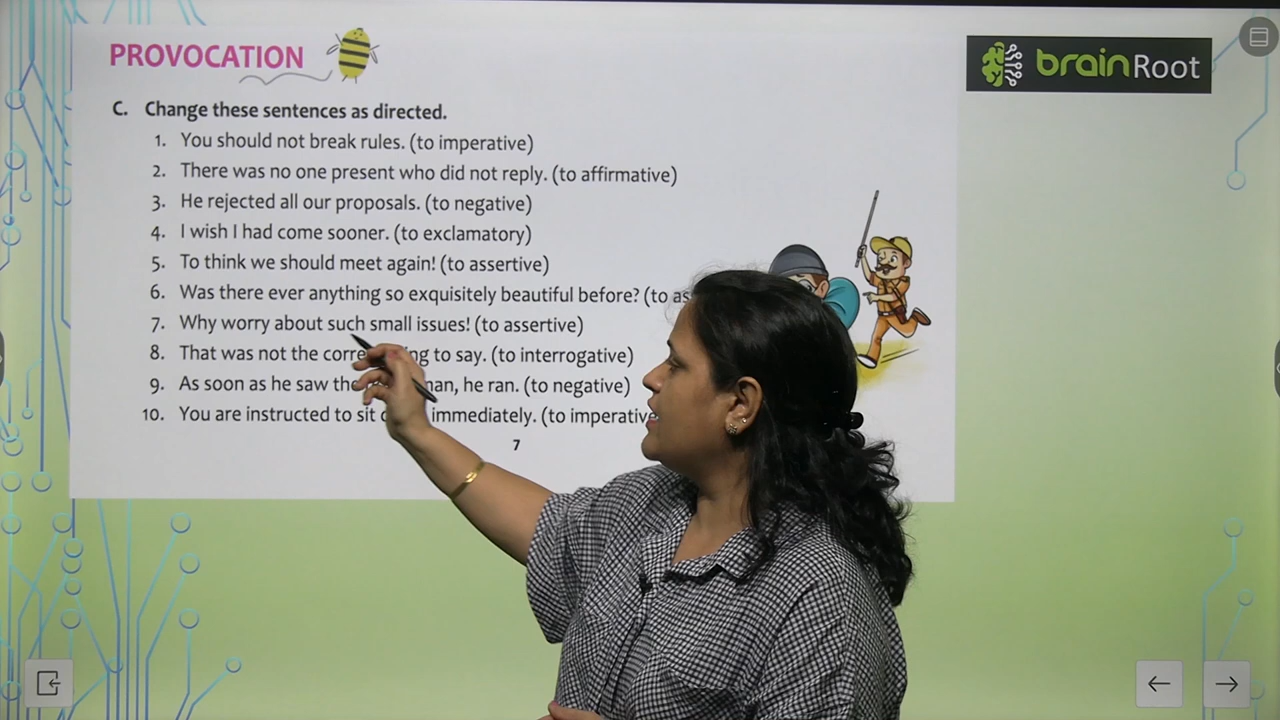 PROVOCATION
brainRoot
C. Change these sentences as directed.
1. You should not break rules. (to imperative)
2. There was no one present who did not reply. (to affirmative)
3. He rejected all our proposals. (to negative)
4. I wish I had come sooner. (to exclamatory)
5. To think we should meet again! (to assertive)
6. Was there ever anything so exquisitely beautiful before? (to
7. Why worry about such small issues! (to assertive)
8. That was not the to say. (to interrogative)
9. As soon as he saw he ran. (to negative)
10. You are instructed to sit immediately. (to imperative
7